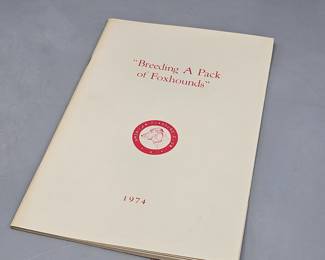 "Breeding A Pack
of Foxhounds"
1974